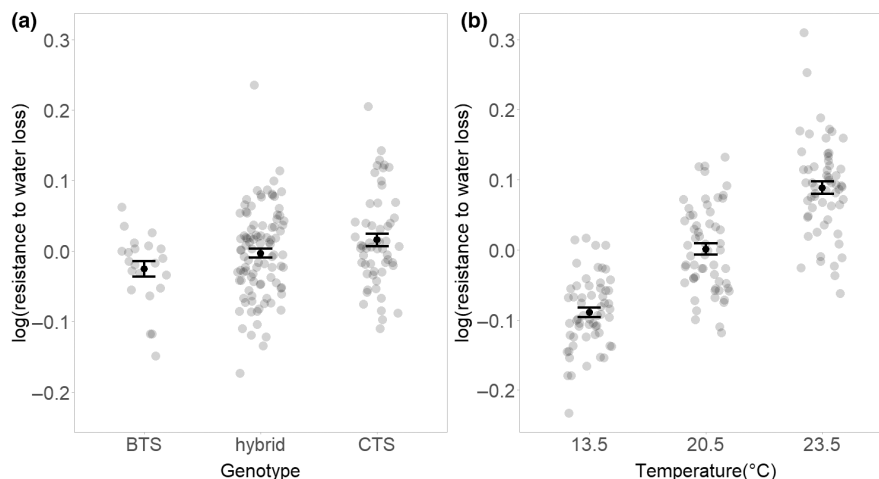 (a)
0.3
0.2
0.1
0.0
−0.1
−0.2
log(resistance to water loss)
BTS hybrid CTS
Genotype
(b)
0.3
0.2
0.1
0.0
−0.1
−0.2
log(resistance to water loss)
13.5 20.5 23.5
Temperature(°C)